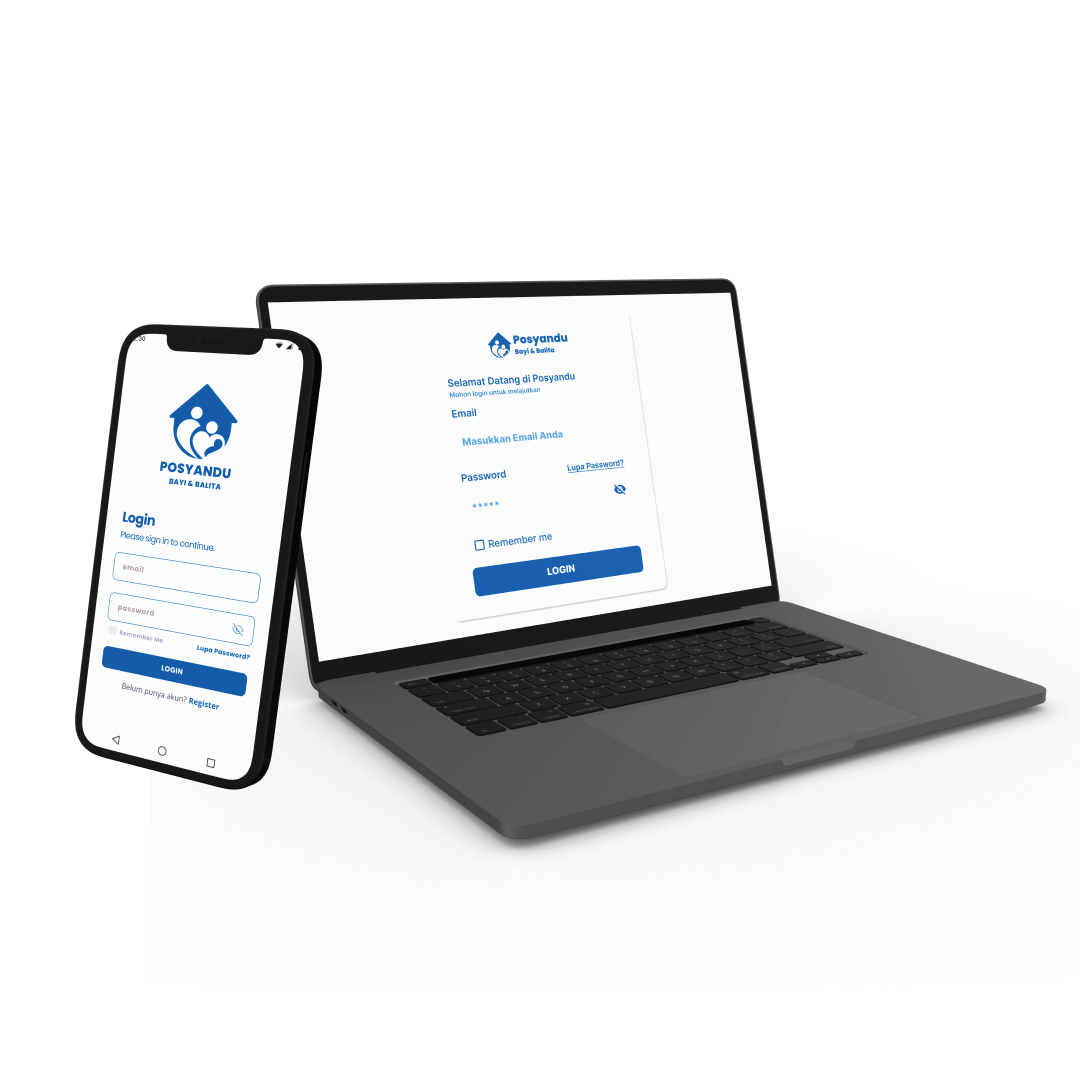 POSYANDU
BAYI & BALITA
Login
Please sign in to continue.
email
password
Remember Me
Lupa Password?
LOGIN
Belum punya akun? Register
Posyandu
Bayi & Balita
Selamat Datang di Posyandu
Mohon login untuk melajutkan
Email
Masukkan Email Anda
Password
Lupa Password?
*****
Remember me
LOGIN